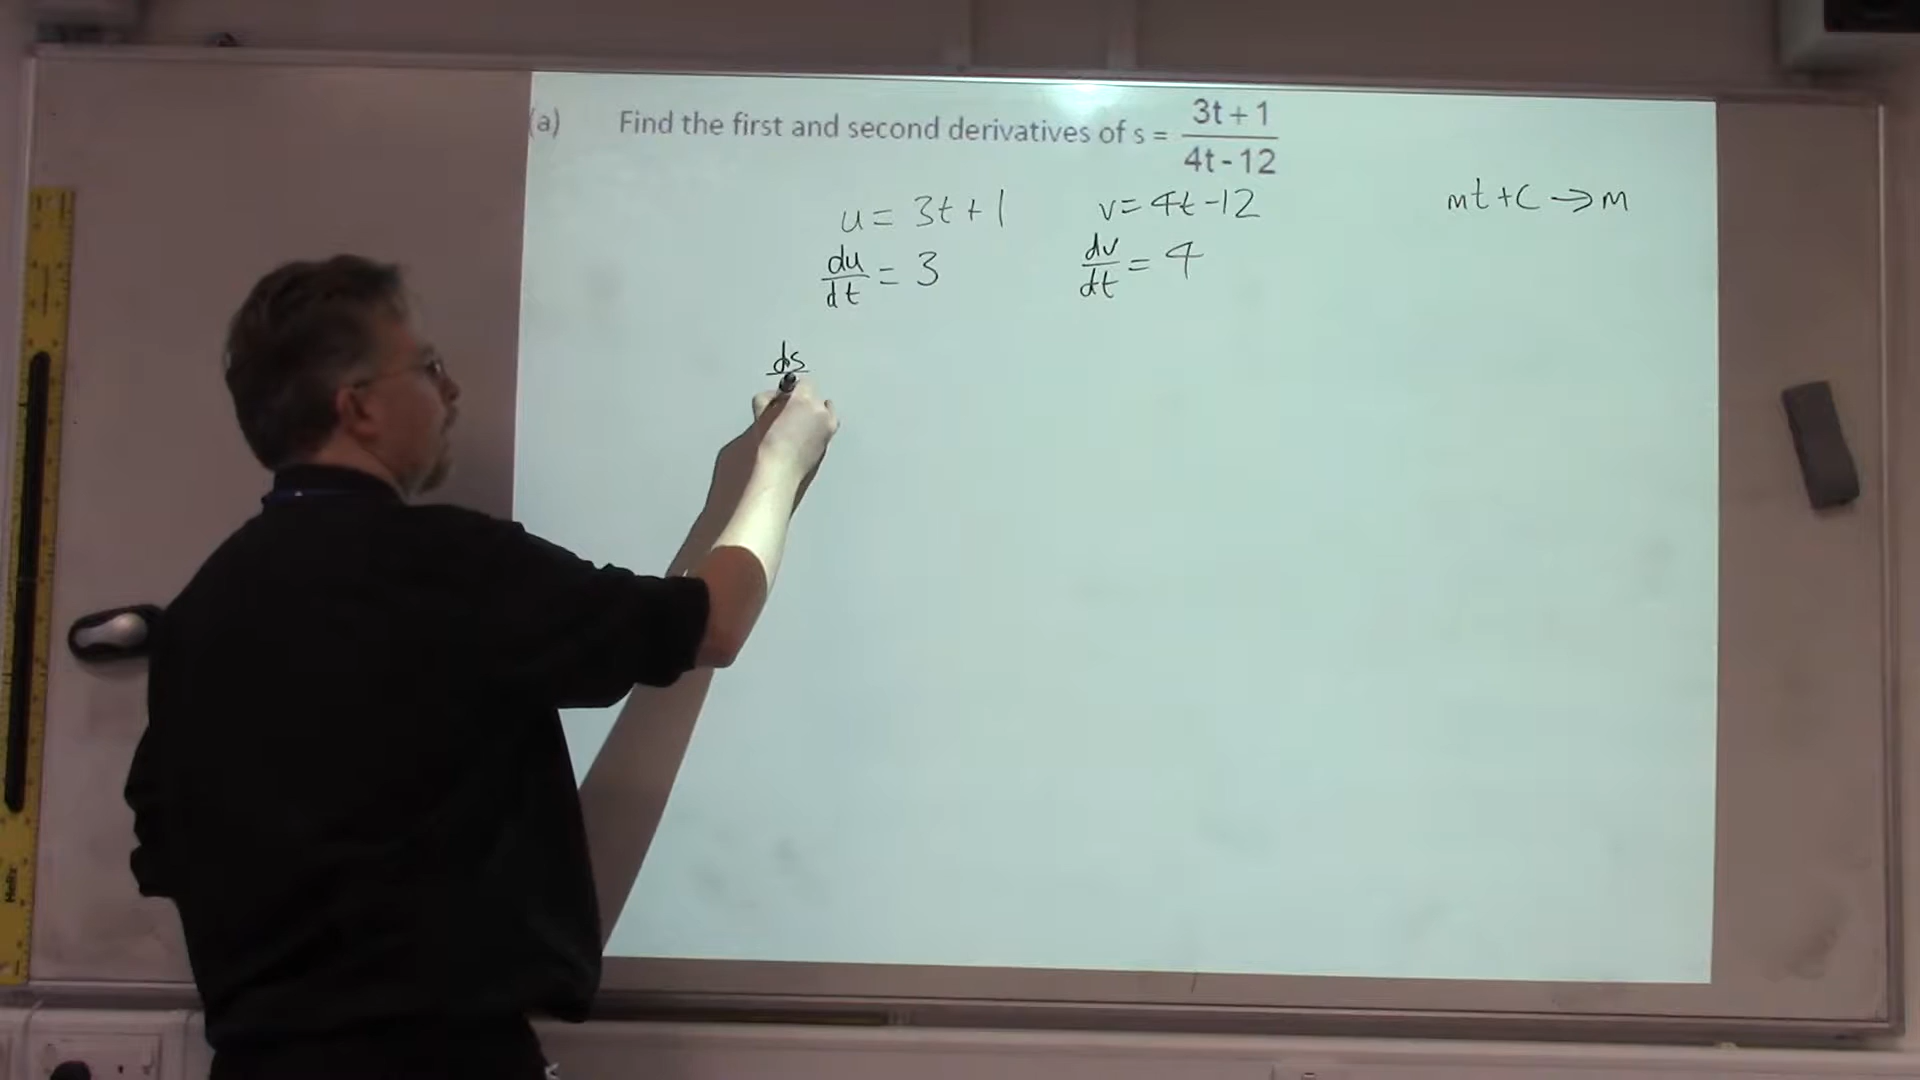 (a) Find the first and second derivatives of s = (3t + 1)/(4t - 12)
u = 3t + 1 v = 4t - 12 mt + c → m
du/dt = 3 dv/dt = 4
ds
Helix